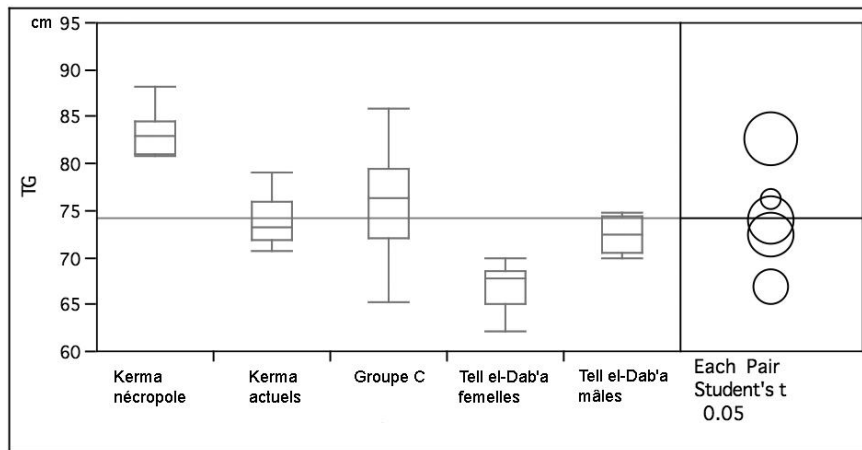 cm 95
90
85
80
75
70
65
60
TG
Kerma
nécropole
Kerma
actuels
Groupe C
Tell el-Dab'a
femelles
Tell el-Dab'a
mâles
Each Pair
Student's t
0.05